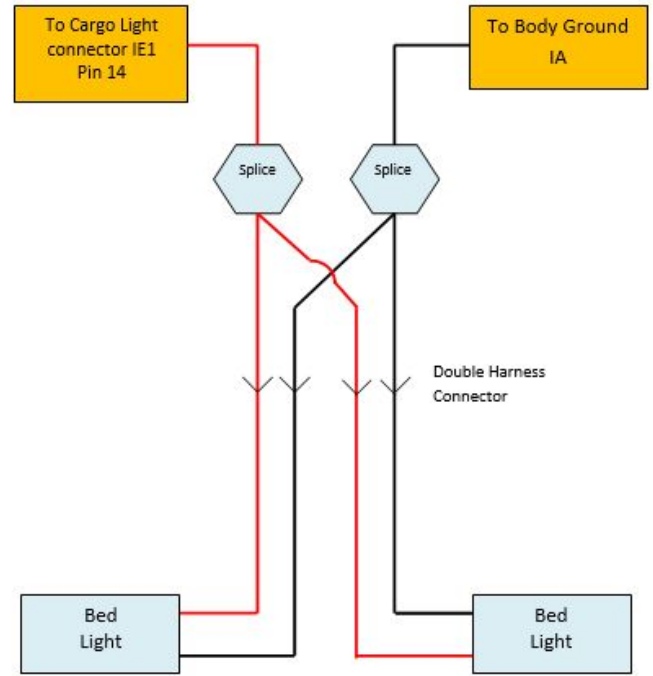 To Cargo Light
connector IE1
Pin 14
To Body Ground
IA
Splice
Splice
Double Harness
Connector
Bed
Light
Bed
Light